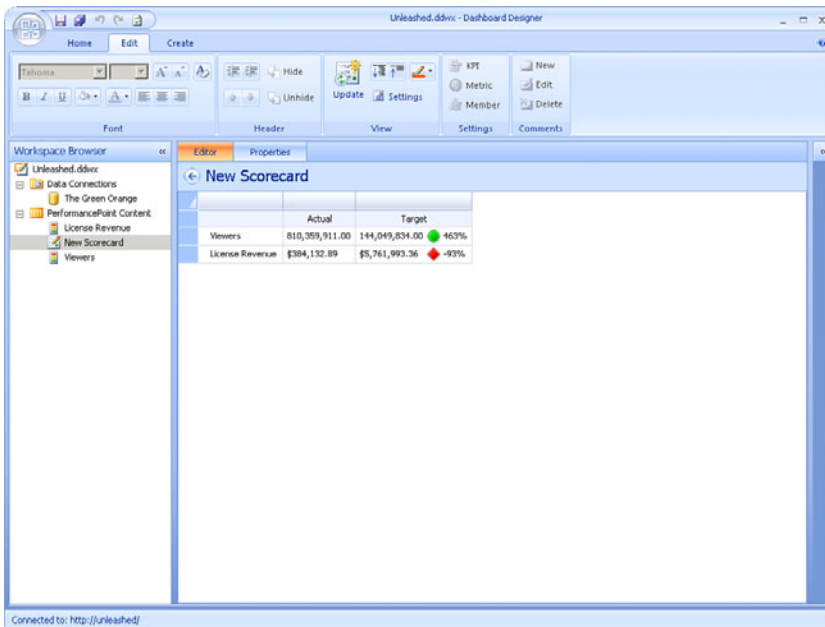 Unleashed.ddwx - Dashboard Designer
Home Edit Create
Tahoma
Hide
KPI
New
Metric
Edit
B I U
Unhide
Update
Settings
Member
Delete
Font
Header
View
Settings
Comments
Workspace Browser
Editor Properties
Unleashed.ddwx
Data Connections
The Green Orange
PerformancePoint Content
License Revenue
New Scorecard
Viewers
New Scorecard
Actual Target
Viewers 810,359,911.00 144,049,834.00 463%
License Revenue $384,132.89 $5,761,993.36 -93%
Connected to: http://unleashed/